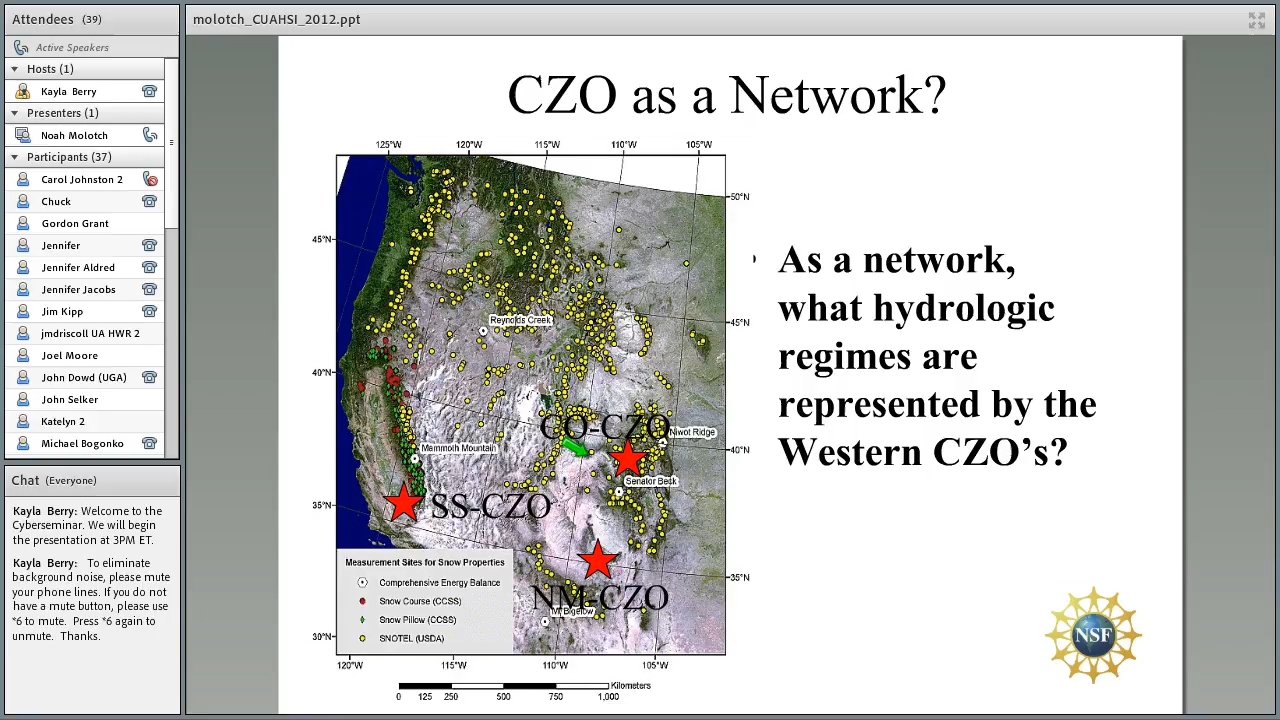 Attendees (39)
Active Speakers
Hosts (1)
Kayla Berry
Presenters (1)
Noah Molotch
Participants (37)
Carol Johnston 2
Chuck
Gordon Grant
Jennifer
Jennifer Aldred
Jennifer Jacobs
Jim Kipp
jmdriscoll UA HWR 2
Joel Moore
John Dowd (UGA)
John Selker
Katelyn 2
Michael Bogonko
Chat (Everyone)
Kayla Berry: Welcome to the
Cyberseminar. We will begin
the presentation at 3PM ET.
Kayla Berry: To eliminate
background noise, please mute
your phone lines. If you do not
have a mute button, please use
*6 to mute. Press *6 again to
unmute. Thanks.
molotch_CUAHSI_2012.ppt
CZO as a Network?
125°W 120°W 115°W 110°W 105°W
50°N
45°N
45°N
Reynolds Creek
40°N
CO-CZO
Niwot Ridge
40°N
Mammoth Mountain
Senator Beck
35°N
SS-CZO
35°N
NM-CZO
Mt Bigelow
30°N
Measurement Sites for Snow Properties
Comprehensive Energy Balance
Snow Course (CCSS)
Snow Pillow (CCSS)
SNOTEL (USDA)
120°W 115°W 110°W 105°W
Kilometers
0 125 250 500 750 1,000
As a network,
what hydrologic
regimes are
represented by the
Western CZO’s?
NSF